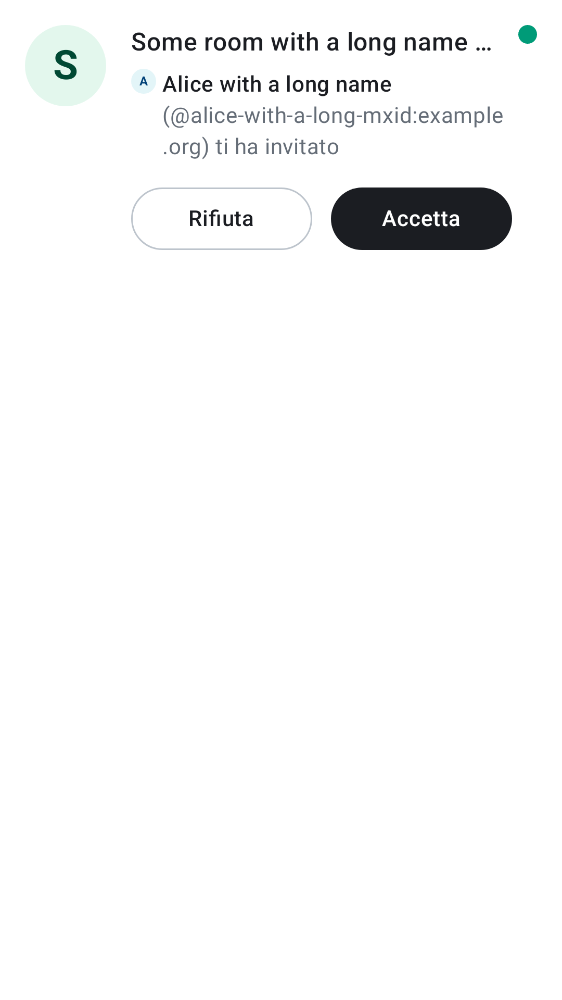 S
Some room with a long name …
A
Alice with a long name
(@alice-with-a-long-mxid:example
.org) ti ha invitato
Rifiuta
Accetta